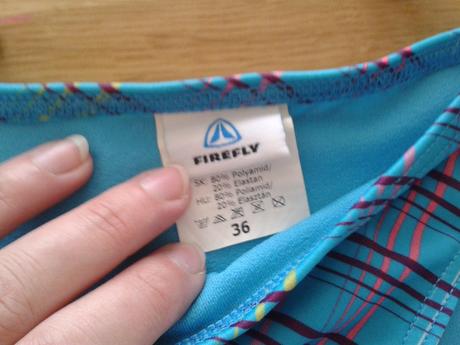 FIREFLY
SK: 80% Polyamid/
20% Elastan
HU: 80% Poliamid/
20% Elasztán
36